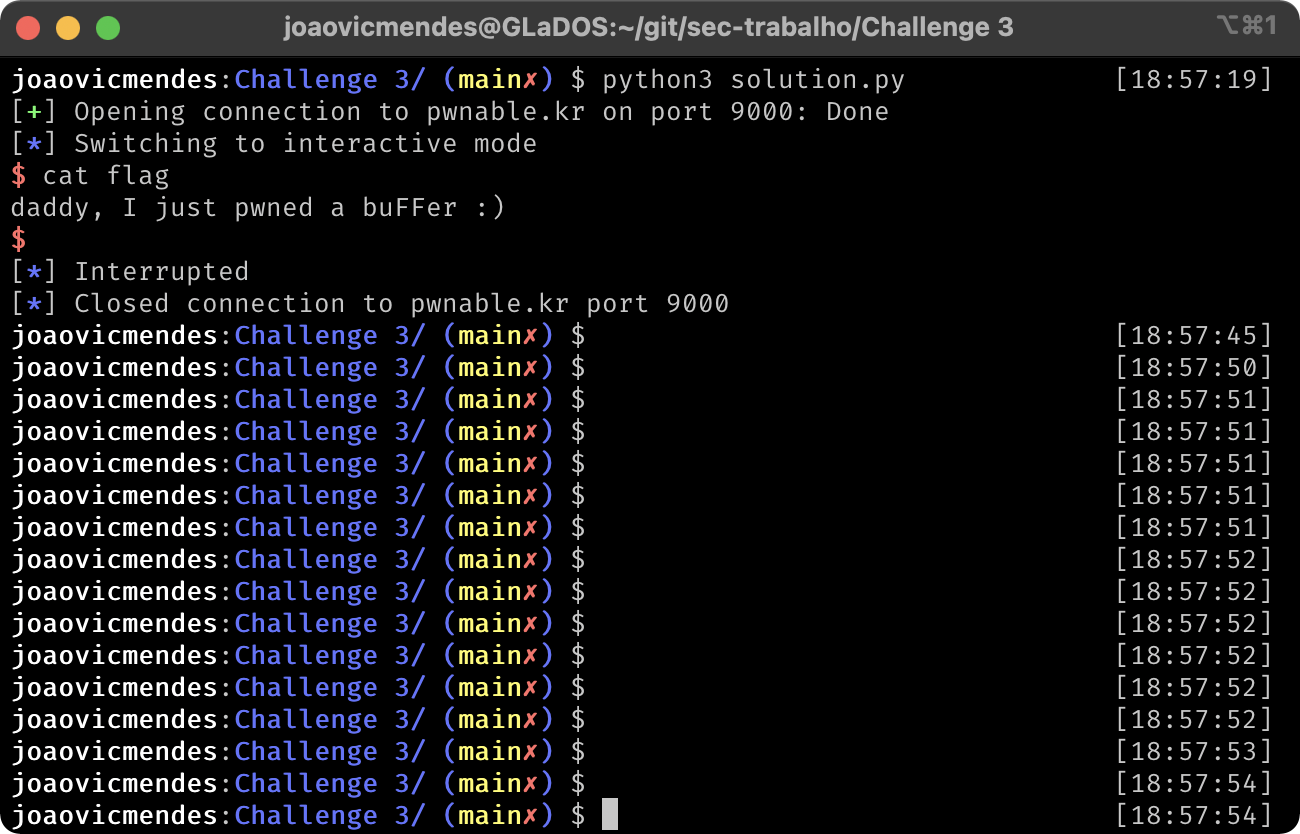 joaovicmendes@GLaDOS:~/git/sec-trabalho/Challenge 3 ⌥⌘1
joaovicmendes:Challenge 3/ (main✗) $ python3 solution.py [18:57:19]
[+] Opening connection to pwnable.kr on port 9000: Done
[*] Switching to interactive mode
$ cat flag
daddy, I just pwned a buFFer :)
$
[*] Interrupted
[*] Closed connection to pwnable.kr port 9000
joaovicmendes:Challenge 3/ (main✗) $ [18:57:45]
joaovicmendes:Challenge 3/ (main✗) $ [18:57:50]
joaovicmendes:Challenge 3/ (main✗) $ [18:57:51]
joaovicmendes:Challenge 3/ (main✗) $ [18:57:51]
joaovicmendes:Challenge 3/ (main✗) $ [18:57:51]
joaovicmendes:Challenge 3/ (main✗) $ [18:57:51]
joaovicmendes:Challenge 3/ (main✗) $ [18:57:51]
joaovicmendes:Challenge 3/ (main✗) $ [18:57:52]
joaovicmendes:Challenge 3/ (main✗) $ [18:57:52]
joaovicmendes:Challenge 3/ (main✗) $ [18:57:52]
joaovicmendes:Challenge 3/ (main✗) $ [18:57:52]
joaovicmendes:Challenge 3/ (main✗) $ [18:57:52]
joaovicmendes:Challenge 3/ (main✗) $ [18:57:52]
joaovicmendes:Challenge 3/ (main✗) $ [18:57:53]
joaovicmendes:Challenge 3/ (main✗) $ [18:57:54]
joaovicmendes:Challenge 3/ (main✗) $ [18:57:54]